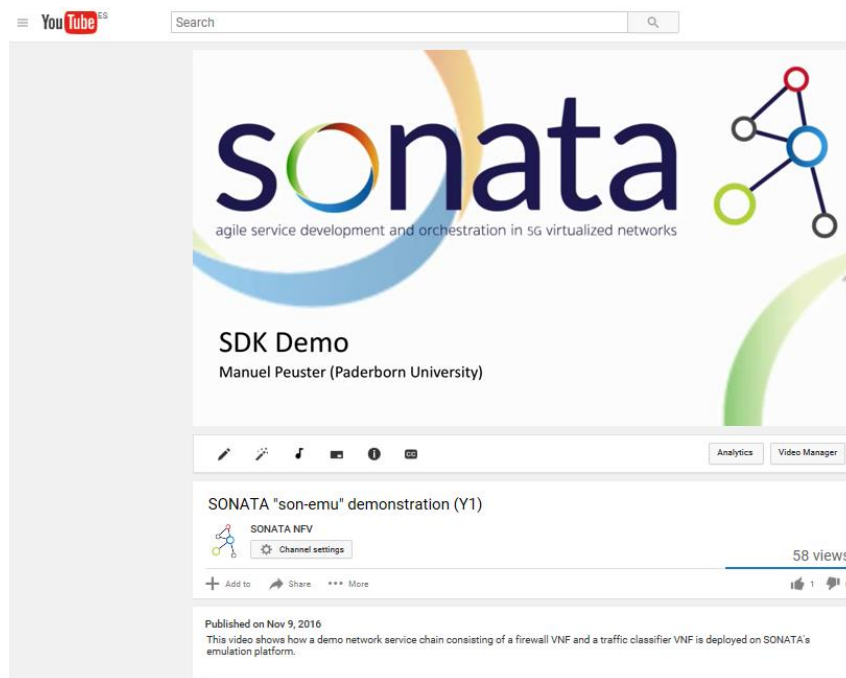 YouTube ES
Search
sonata
agile service development and orchestration in 5G virtualized networks
SDK Demo
Manuel Peuster (Paderborn University)
CC
Analytics
Video Manager
SONATA "son-emu" demonstration (Y1)
SONATA NFV
Channel settings
58 views
Add to
Share
More
1
Published on Nov 9, 2016
This video shows how a demo network service chain consisting of a firewall VNF and a traffic classifier VNF is deployed on SONATA's
emulation platform.